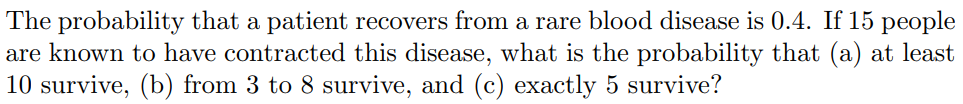 The probability that a patient recovers from a rare blood disease is 0.4. If 15 people
are known to have contracted this disease, what is the probability that (a) at least
10 survive, (b) from 3 to 8 survive, and (c) exactly 5 survive?